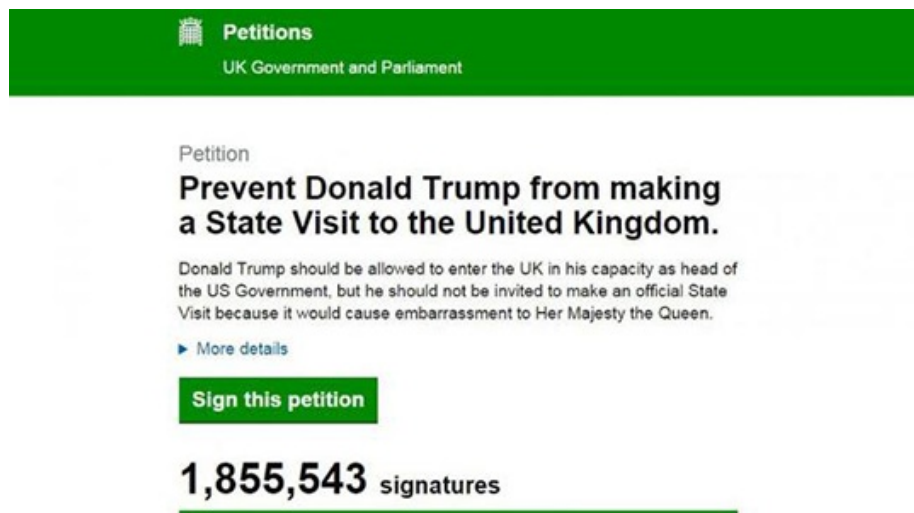 Petitions
UK Government and Parliament
Petition
Prevent Donald Trump from making
a State Visit to the United Kingdom.
Donald Trump should be allowed to enter the UK in his capacity as head of
the US Government, but he should not be invited to make an official State
Visit because it would cause embarrassment to Her Majesty the Queen.
► More details
Sign this petition
1,855,543 signatures